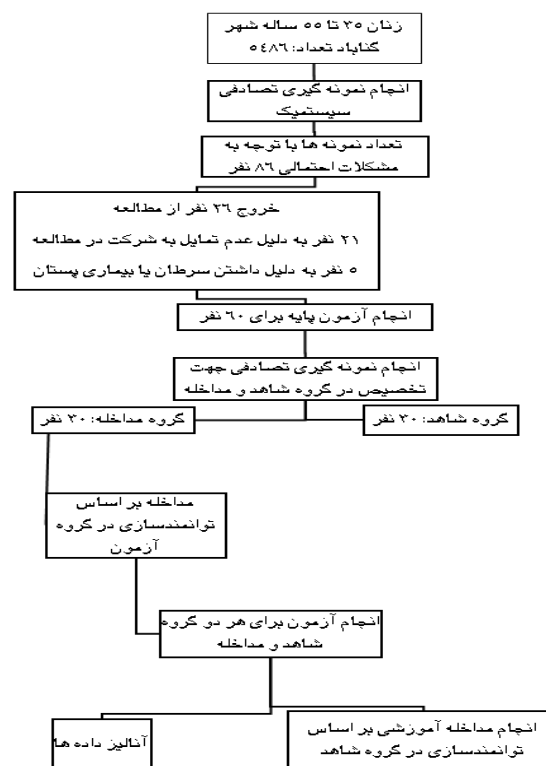 زنان ۳۵ تا ۵۵ ساله شهر
گناباد تعداد: ۵۴۸۶
انجام نمونه گیری تصادفی
سیستمیک
تعداد نمونه ها با توجه به
مشکلات احتمالی ۸۶ نفر
خروج ۲۶ نفر از مطالعه
۲۱ نفر به دلیل عدم تمایل به شرکت در مطالعه
۵ نفر به دلیل داشتن سرطان یا بیماری پستان
انجام آزمون پایه برای ۶۰ نفر
انجام نمونه گیری تصادفی جهت
تخصیص در گروه شاهد و مداخله
گروه شاهد: ۳۰ نفر
گروه مداخله: ۳۰ نفر
مداخله بر اساس
توانمندسازی در گروه
آزمون
انجام آزمون برای هر دو گروه
شاهد و مداخله
انجام مداخله آموزشی بر اساس
توانمندسازی در گروه شاهد
آنالیز داده ها